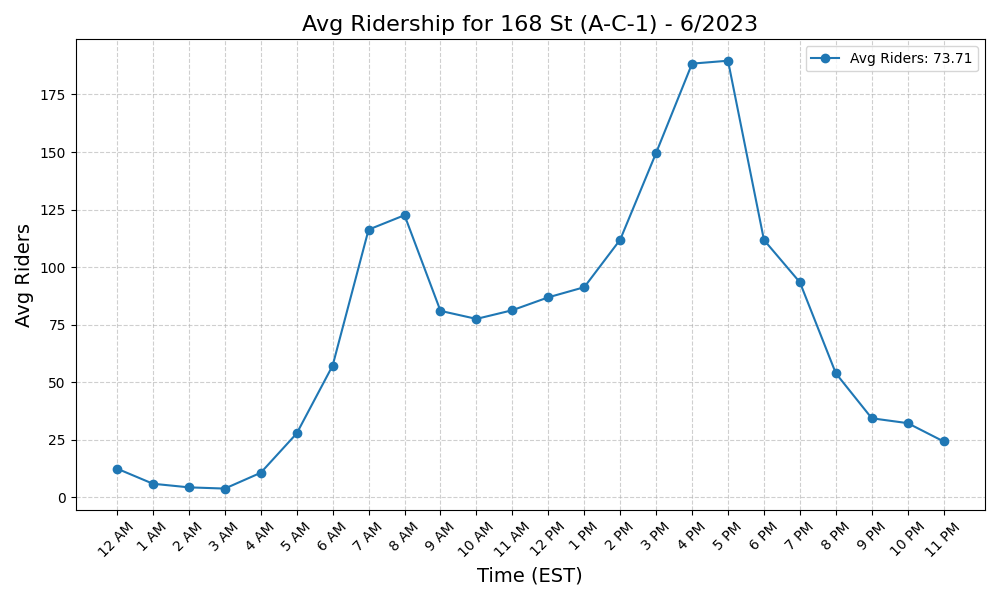 Avg Ridership for 168 St (A-C-1) - 6/2023
Avg Riders: 73.71
Avg Riders
175
150
125
100
75
50
25
0
12 AM
1 AM
2 AM
3 AM
4 AM
5 AM
6 AM
7 AM
8 AM
9 AM
10 AM
11 AM
12 PM
1 PM
2 PM
3 PM
4 PM
5 PM
6 PM
7 PM
8 PM
9 PM
10 PM
11 PM
Time (EST)